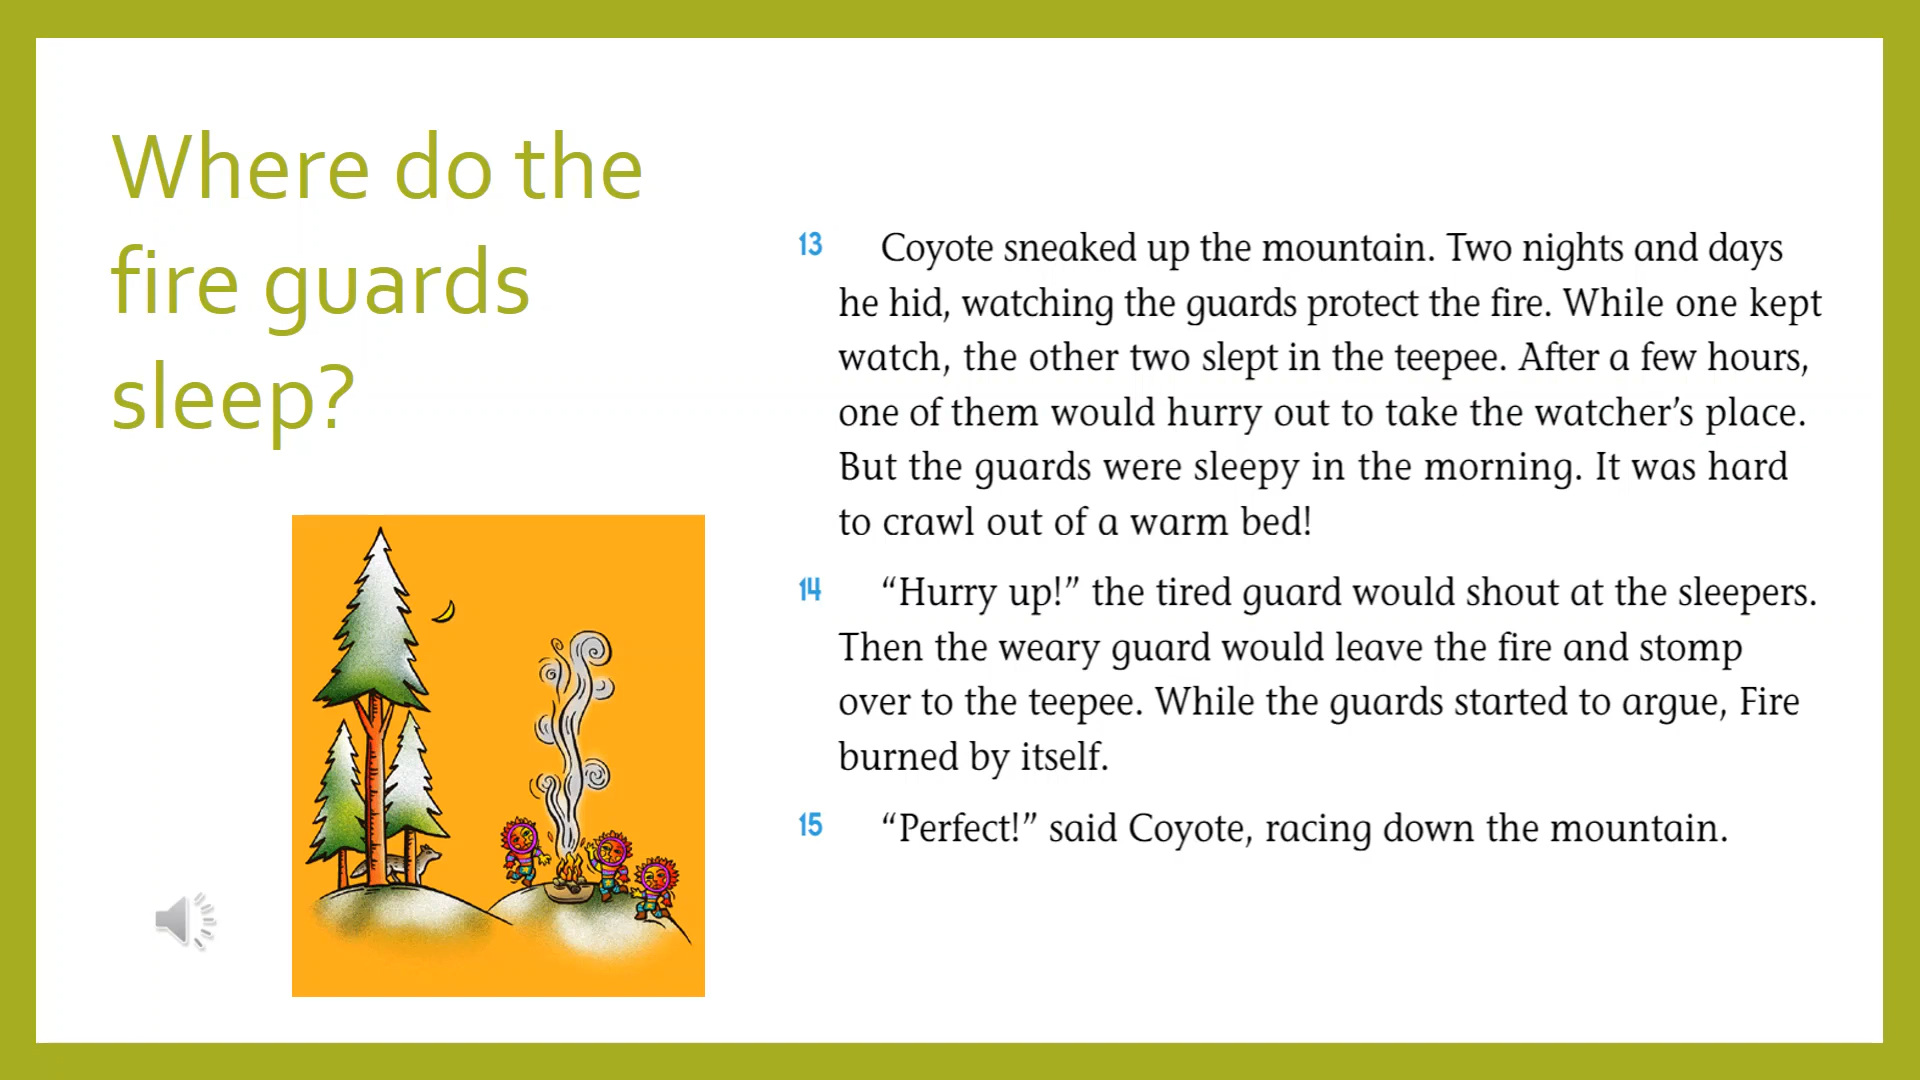 Where do the
fire guards
sleep?
13 Coyote sneaked up the mountain. Two nights and days
he hid, watching the guards protect the fire. While one kept
watch, the other two slept in the teepee. After a few hours,
one of them would hurry out to take the watcher’s place.
But the guards were sleepy in the morning. It was hard
to crawl out of a warm bed!
14 “Hurry up!” the tired guard would shout at the sleepers.
Then the weary guard would leave the fire and stomp
over to the teepee. While the guards started to argue, Fire
burned by itself.
15 “Perfect!” said Coyote, racing down the mountain.